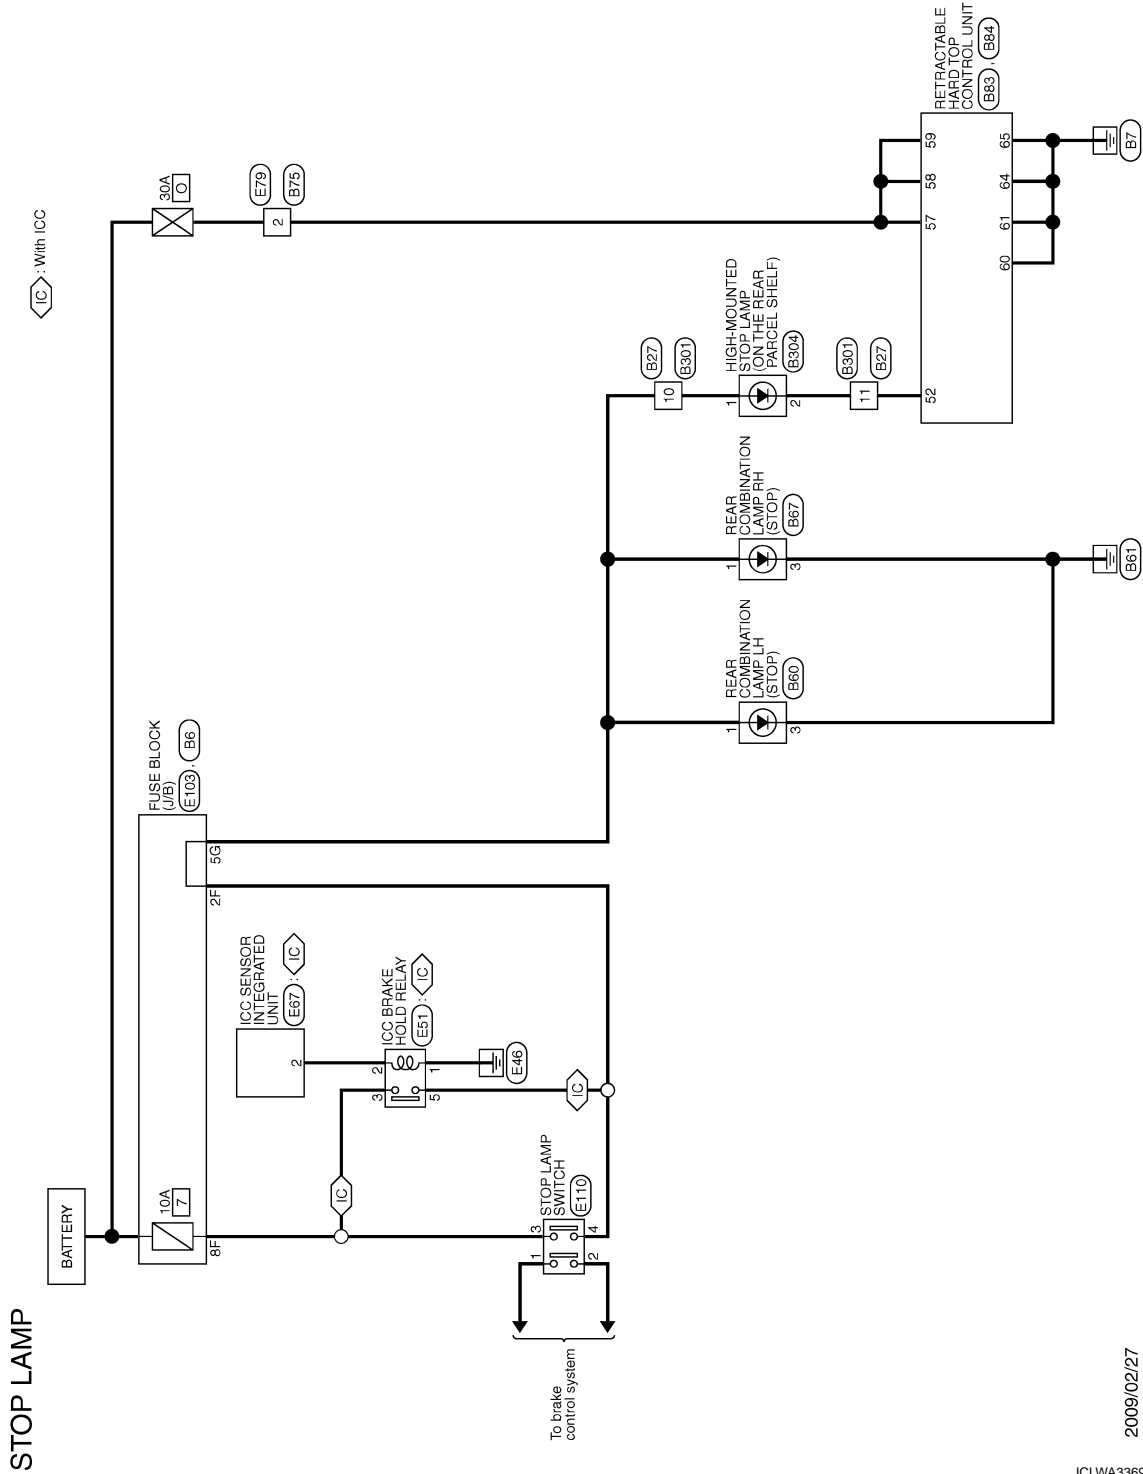 STOP LAMP
BATTERY
10A
7
8F
FUSE BLOCK
(J/B)
E103 , B6
2F
5G
ICC SENSOR
INTEGRATED
UNIT
E67 : IC
2
ICC BRAKE
HOLD RELAY
E51 : IC
2
1
3
5
E46
IC
IC
STOP LAMP
SWITCH
E110
3
4
1
2
To brake
control system
IC : With ICC
30A
O
E79
B75
2
REAR
COMBINATION
LAMP LH
(STOP)
B60
1
3
REAR
COMBINATION
LAMP RH
(STOP)
B67
1
3
B61
B27
B301
10
HIGH-MOUNTED
STOP LAMP
(ON THE REAR
PARCEL SHELF)
B304
1
2
B301
B27
11
RETRACTABLE
HARD TOP
CONTROL UNIT
B83 , B84
52
57
58
59
60
61
64
65
B7
2009/02/27
JCLWA3369